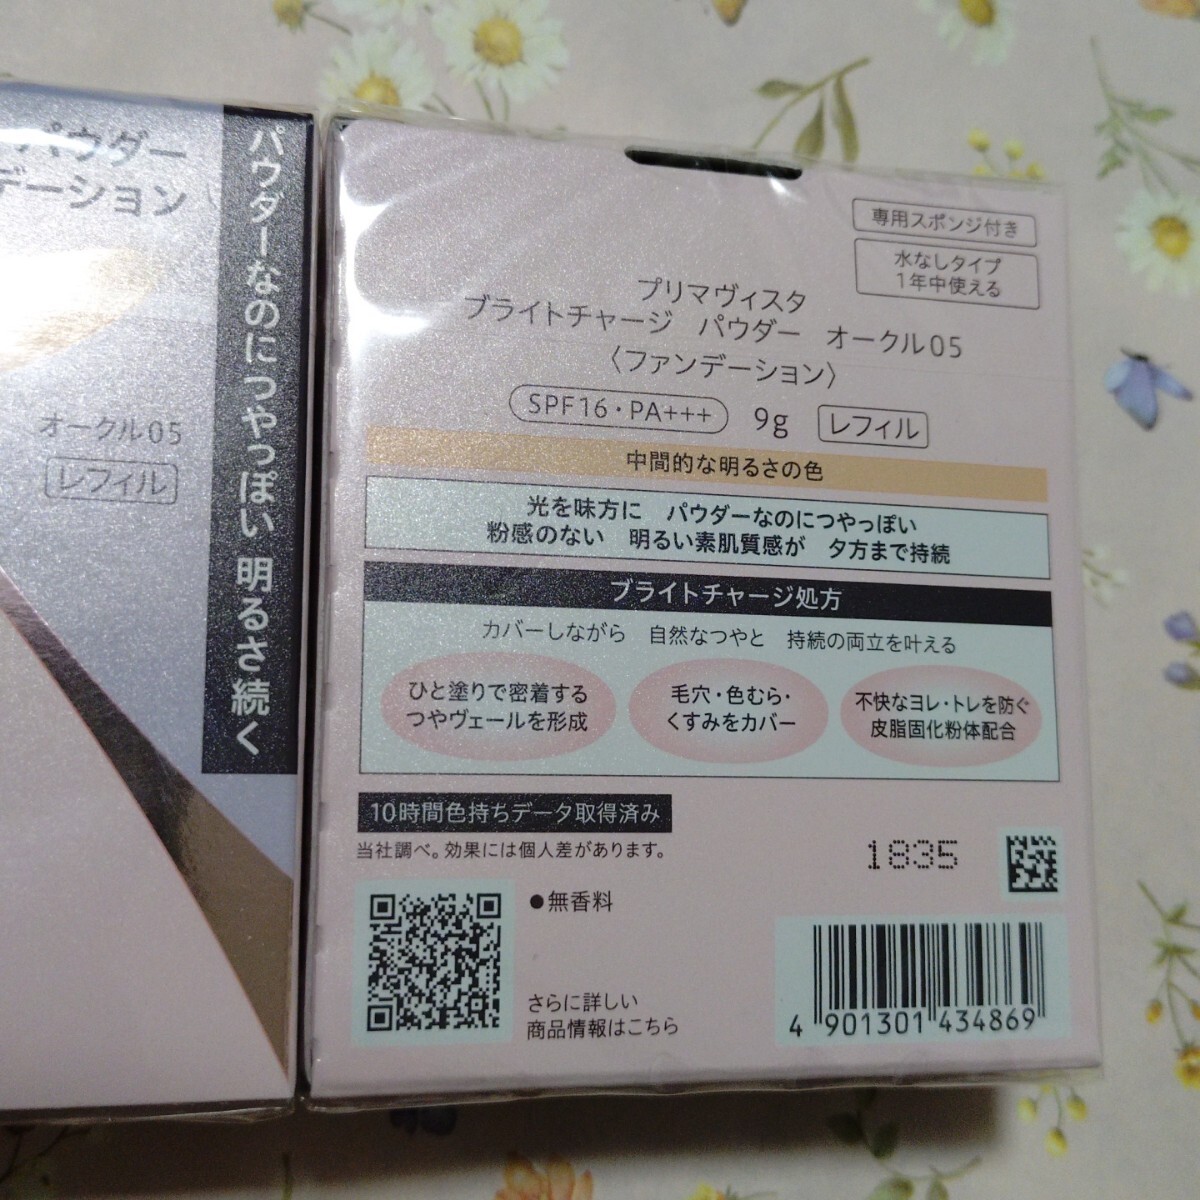 パウダー
デーション
オークル05
レフィル
パウダーなのにつやっぽい 明るさ続く
専用スポンジ付き
水なしタイプ
1年中使える
プリマヴィスタ
ブライトチャージ パウダー オークル05
〈ファンデーション〉
SPF16・PA+++ 9g レフィル
中間的な明るさの色
光を味方に パウダーなのにつやっぽい
粉感のない 明るい素肌質感が 夕方まで持続
ブライトチャージ処方
カバーしながら 自然なつやと 持続の両立を叶える
ひと塗りで密着する
つやヴェールを形成
毛穴・色むら・
くすみをカバー
不快なヨレ・トレを防ぐ
皮脂固化粉体配合
10時間色持ちデータ取得済み
当社調べ。効果には個人差があります。
1835
●無香料
さらに詳しい
商品情報はこちら
4 901301 434869